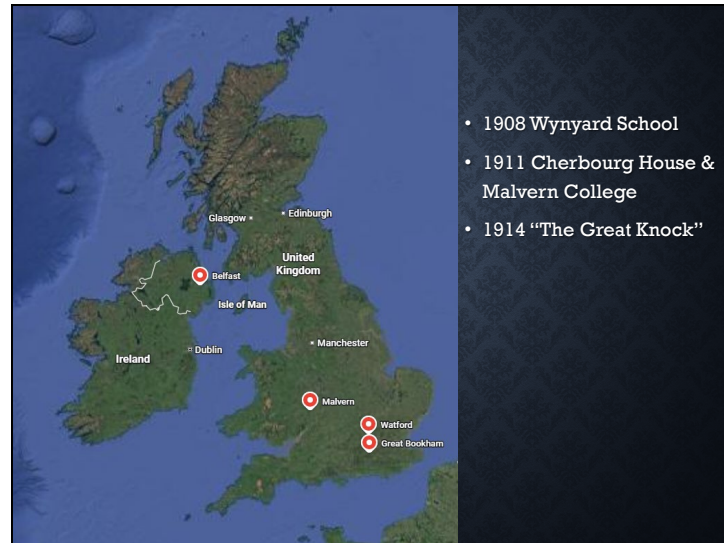 Glasgow
Edinburgh
United
Kingdom
Belfast
Isle of Man
Dublin
Ireland
Manchester
Malvern
Watford
Great Bookham
• 1908 Wynyard School
• 1911 Cherbourg House &
Malvern College
• 1914 “The Great Knock”